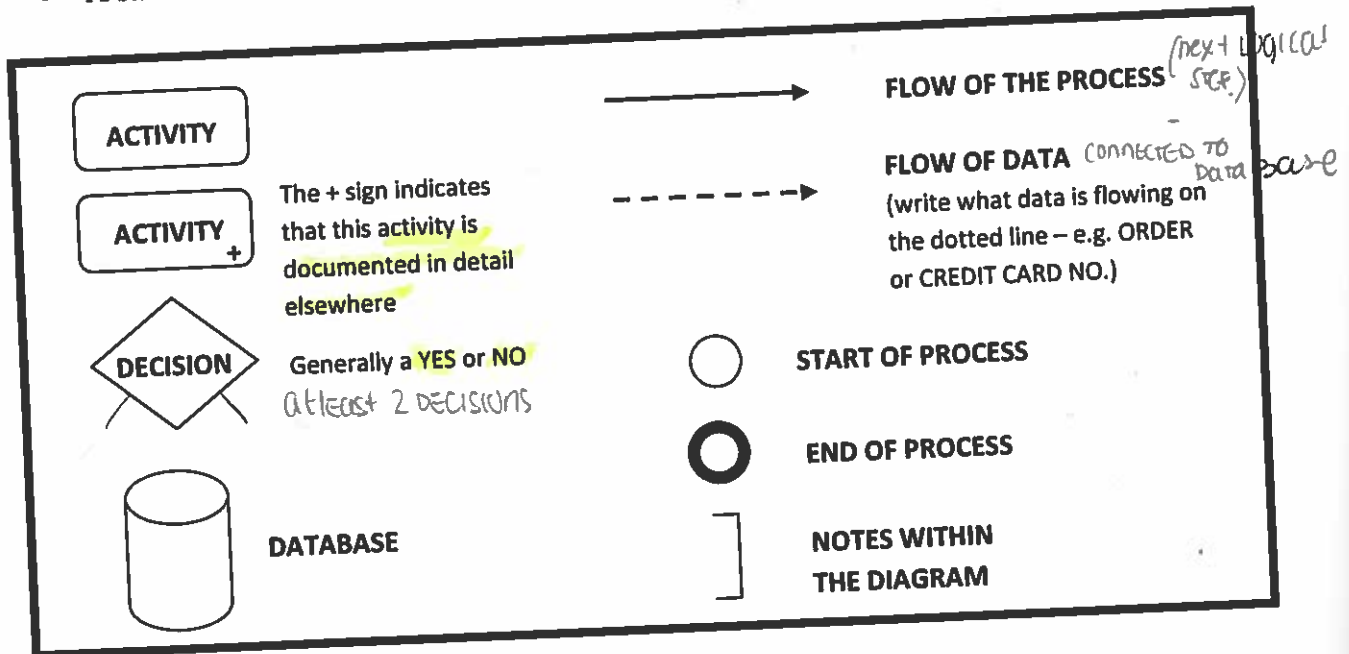 ACTIVITY
ACTIVITY
+
The + sign indicates
that this activity is
documented in detail
elsewhere
DECISION
Generally a YES or NO
atleast 2 DECISIONS
DATABASE
FLOW OF THE PROCESS
(next LOGICAL
FLOW OF DATA
CONNECTED TO
Data Base
(write what data is flowing on
the dotted line – e.g. ORDER
or CREDIT CARD NO.)
START OF PROCESS
END OF PROCESS
NOTES WITHIN
THE DIAGRAM